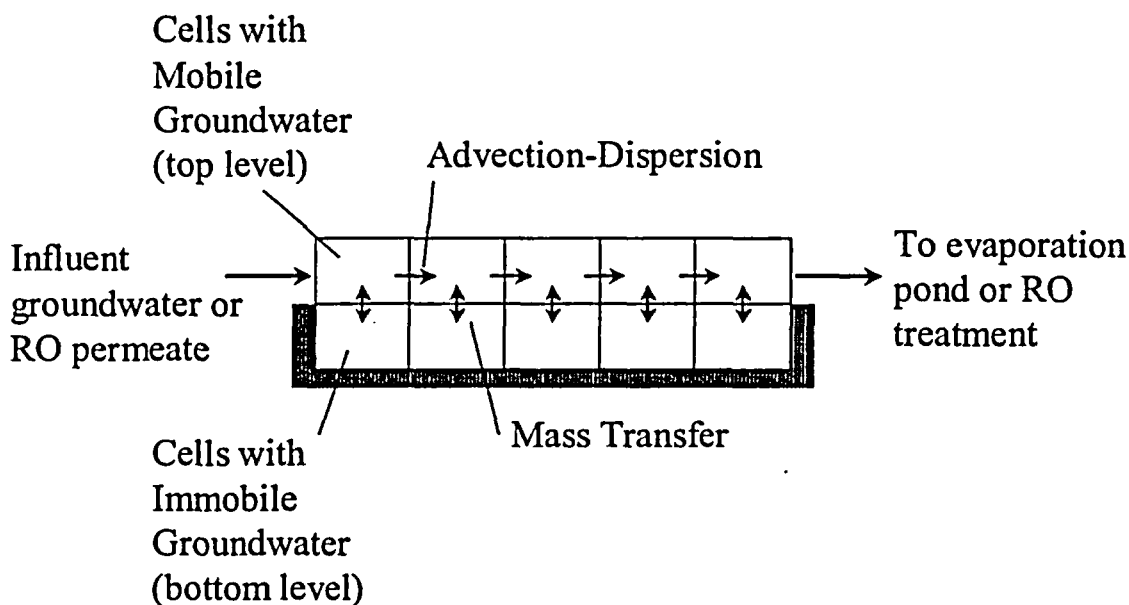 Cells with
Mobile
Groundwater
(top level)
Advection-Dispersion
Influent
groundwater or
RO permeate
To evaporation
pond or RO
treatment
Mass Transfer
Cells with
Immobile
Groundwater
(bottom level)